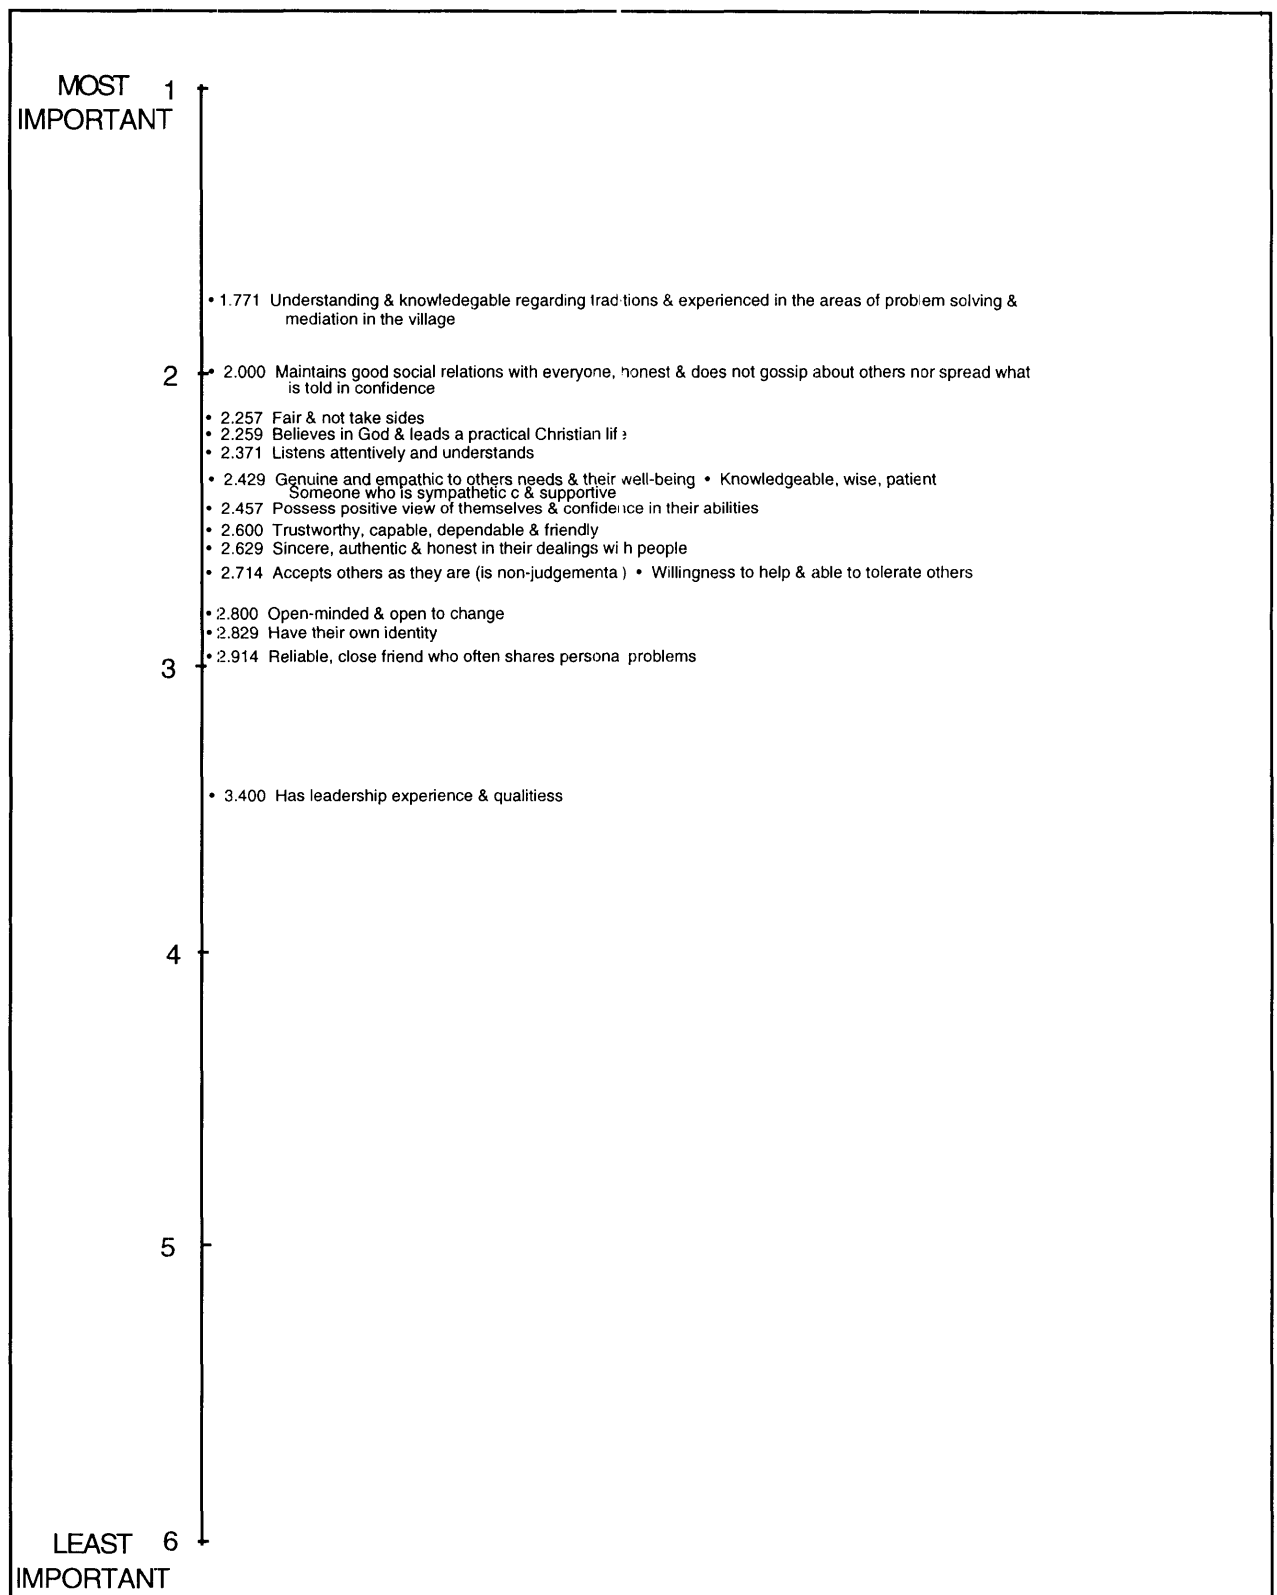 MOST 1
IMPORTANT
• 1.771 Understanding & knowledegable regarding traditions & experienced in the areas of problem solving &
mediation in the village
2 • 2.000 Maintains good social relations with everyone, honest & does not gossip about others nor spread what
is told in confidence
• 2.257 Fair & not take sides
• 2.259 Believes in God & leads a practical Christian life
• 2.371 Listens attentively and understands
• 2.429 Genuine and empathic to others needs & their well-being • Knowledgeable, wise, patient
Someone who is sympathetic c & supportive
• 2.457 Possess positive view of themselves & confidence in their abilities
• 2.600 Trustworthy, capable, dependable & friendly
• 2.629 Sincere, authentic & honest in their dealings with people
• 2.714 Accepts others as they are (is non-judgemental) • Willingness to help & able to tolerate others
• 2.800 Open-minded & open to change
• 2.829 Have their own identity
• 2.914 Reliable, close friend who often shares personal problems
3
• 3.400 Has leadership experience & qualitiess
4
5
LEAST 6
IMPORTANT